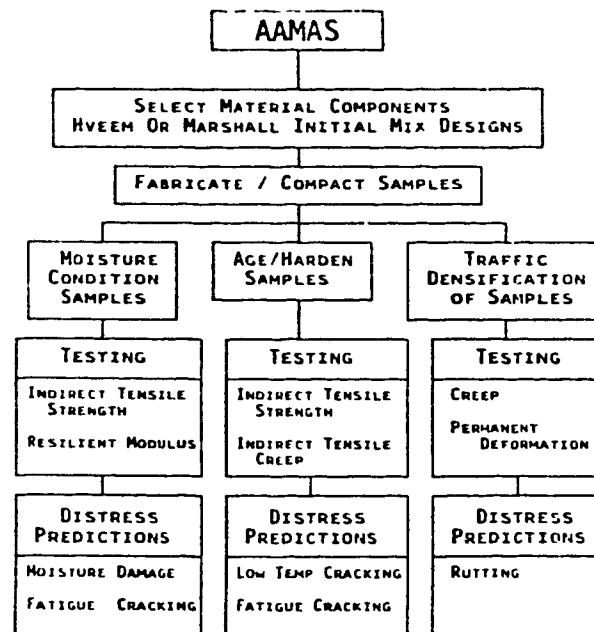 AAMAS
SELECT MATERIAL COMPONENTS
HVEEM OR MARSHALL INITIAL MIX DESIGNS
FABRICATE / COMPACT SAMPLES
MOISTURE
CONDITION
SAMPLES
AGE/HARDEN
SAMPLES
TRAFFIC
DENSIFICATION
OF SAMPLES
TESTING
INDIRECT TENSILE
STRENGTH
RESILIENT MODULUS
TESTING
INDIRECT TENSILE
STRENGTH
INDIRECT TENSILE
CREEP
TESTING
CREEP
PERMANENT
DEFORMATION
DISTRESS
PREDICTIONS
MOISTURE DAMAGE
FATIGUE CRACKING
DISTRESS
PREDICTIONS
LOW TEMP CRACKING
FATIGUE CRACKING
DISTRESS
PREDICTIONS
RUTTING